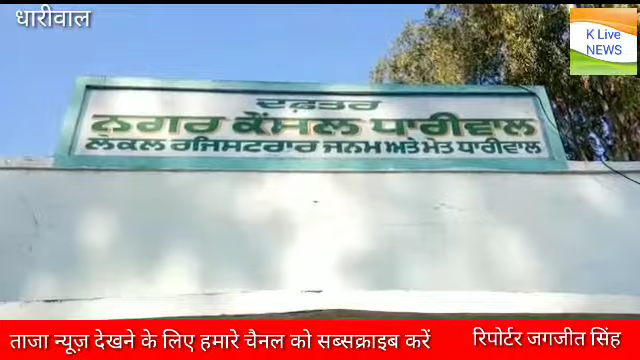 धारीवाल
K Live
NEWS
ਦਫ਼ਤਰ
ਨਗਰ ਕੌਂਸਲ ਧਾਰੀਵਾਲ
ਲੋਕਲ ਰਜਿਸਟਰਾਰ ਜਨਮ ਅਤੇ ਮੌਤ ਧਾਰੀਵਾਲ
ताजा न्यूज़ देखने के लिए हमारे चैनल को सब्सक्राइब करें
रिपोर्टर जगजीत सिंह